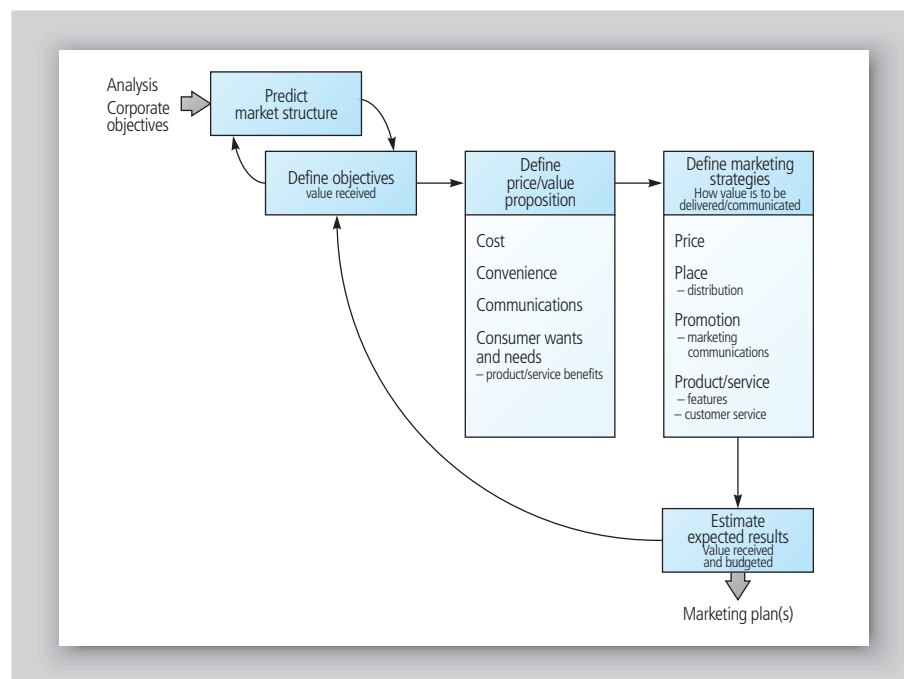 Analysis
Corporate
objectives
Predict
market structure
Define objectives
value received
Define
price/value
proposition
Cost
Convenience
Communications
Consumer wants
and needs
– product/service benefits
Define marketing
strategies
How value is to be
delivered/communicated
Price
Place
– distribution
Promotion
– marketing
communications
Product/service
– features
– customer service
Estimate
expected results
Value received
and budgeted
Marketing plan(s)